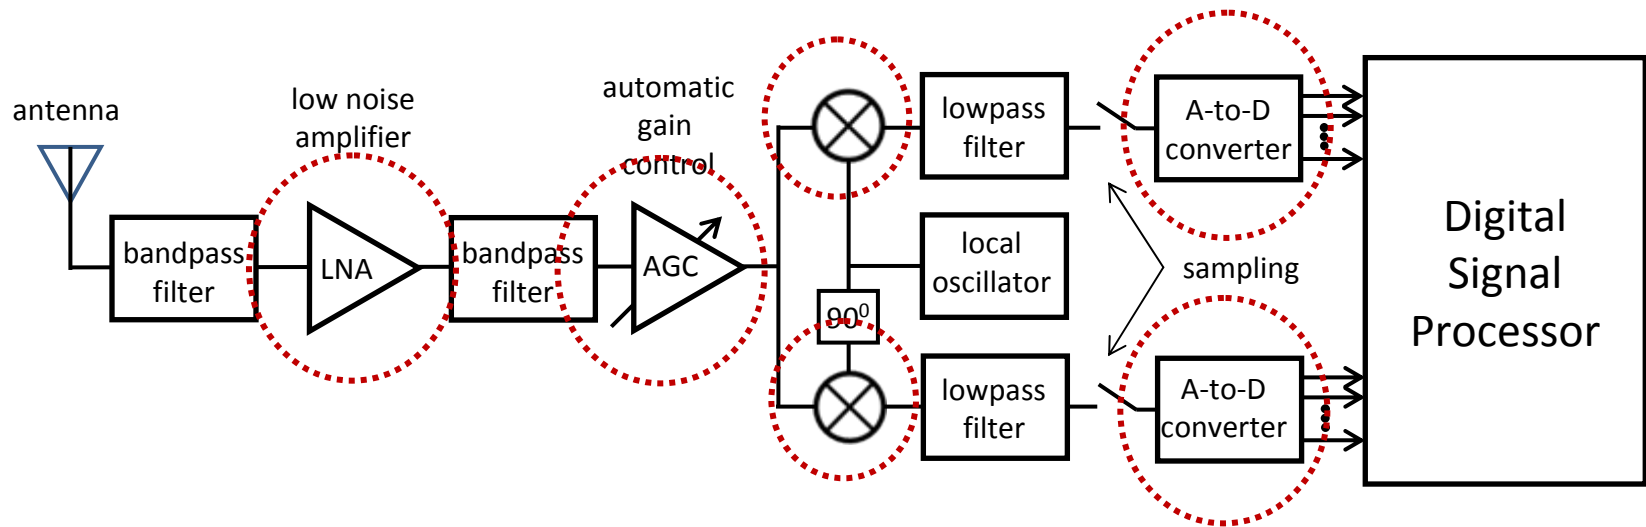 antenna
low noise
amplifier
automatic
gain
control
bandpass
filter
LNA
bandpass
filter
AGC
lowpass
filter
local
oscillator
90⁰
lowpass
filter
sampling
A-to-D
converter
A-to-D
converter
Digital
Signal
Processor